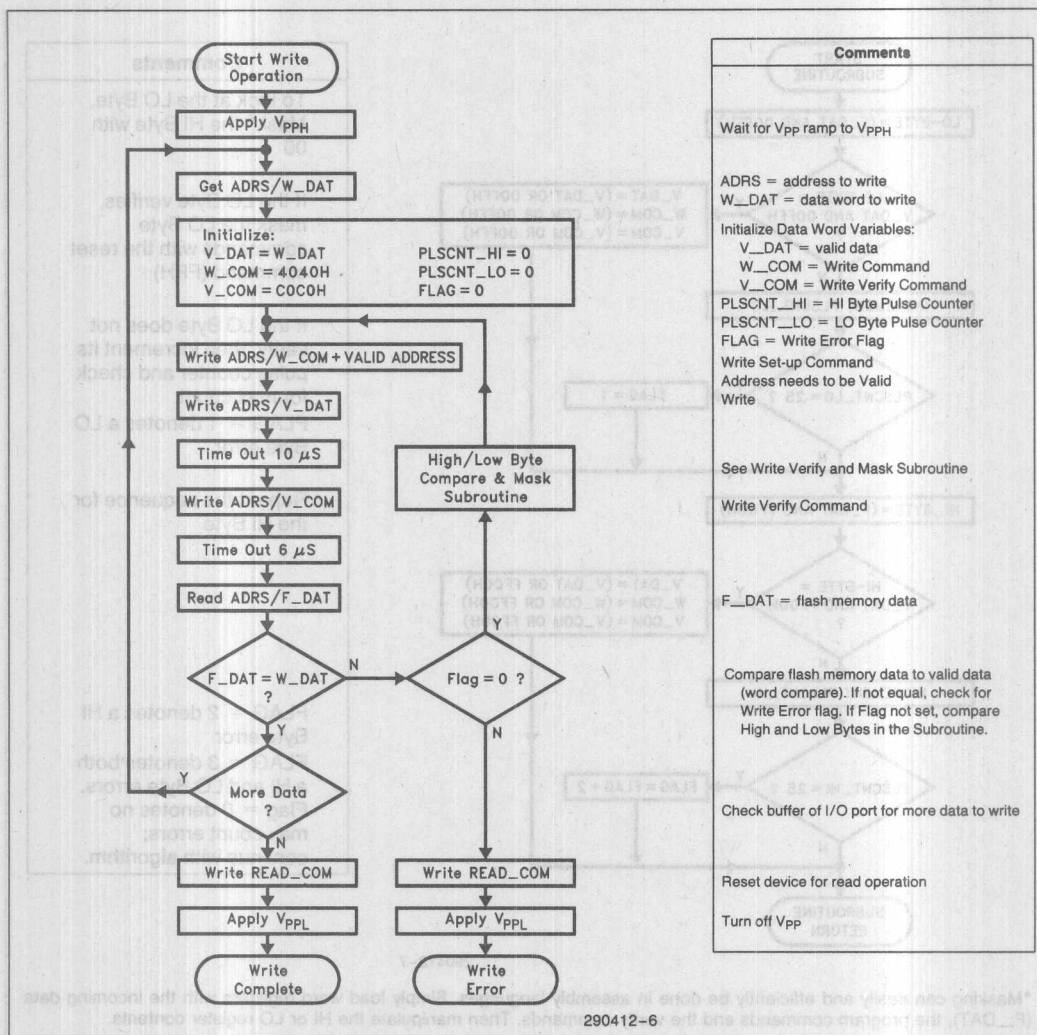 Start Write
Operation
Apply VPPH
Get ADRS/W_DAT
Initialize:
V_DAT=W_DAT PLSCNT_HI=0
W_COM=4040H PLSCNT_LO=0
V_COM=C0C0H FLAG=0
Write ADRS/W_COM+VALID ADDRESS
Write ADRS/V_DAT
Time Out 10 μS
High/Low Byte
Compare & Mask
Subroutine
Write ADRS/V_COM
Time Out 6 μS
Read ADRS/F_DAT
Y
F_DAT=W_DAT
?
N
Flag=0 ?
Y
N
Y
More Data
?
N
Write READ_COM
Write READ_COM
Apply VPPL
Apply VPPL
Write
Complete
Write
Error
290412-6
Comments
Wait for VPP ramp to VPPH
ADRS = address to write
W__DAT = data word to write
Initialize Data Word Variables:
V__DAT = valid data
W__COM = Write Command
V__COM = Write Verify Command
PLSCNT__HI = HI Byte Pulse Counter
PLSCNT__LO = LO Byte Pulse Counter
FLAG = Write Error Flag
Write Set-up Command
Address needs to be Valid
Write
See Write Verify and Mask Subroutine
Write Verify Command
F__DAT = flash memory data
Compare flash memory data to valid data
(word compare). If not equal, check for
Write Error flag. If Flag not set, compare
High and Low Bytes in the Subroutine.
Check buffer of I/O port for more data to write
Reset device for read operation
Turn off VPP